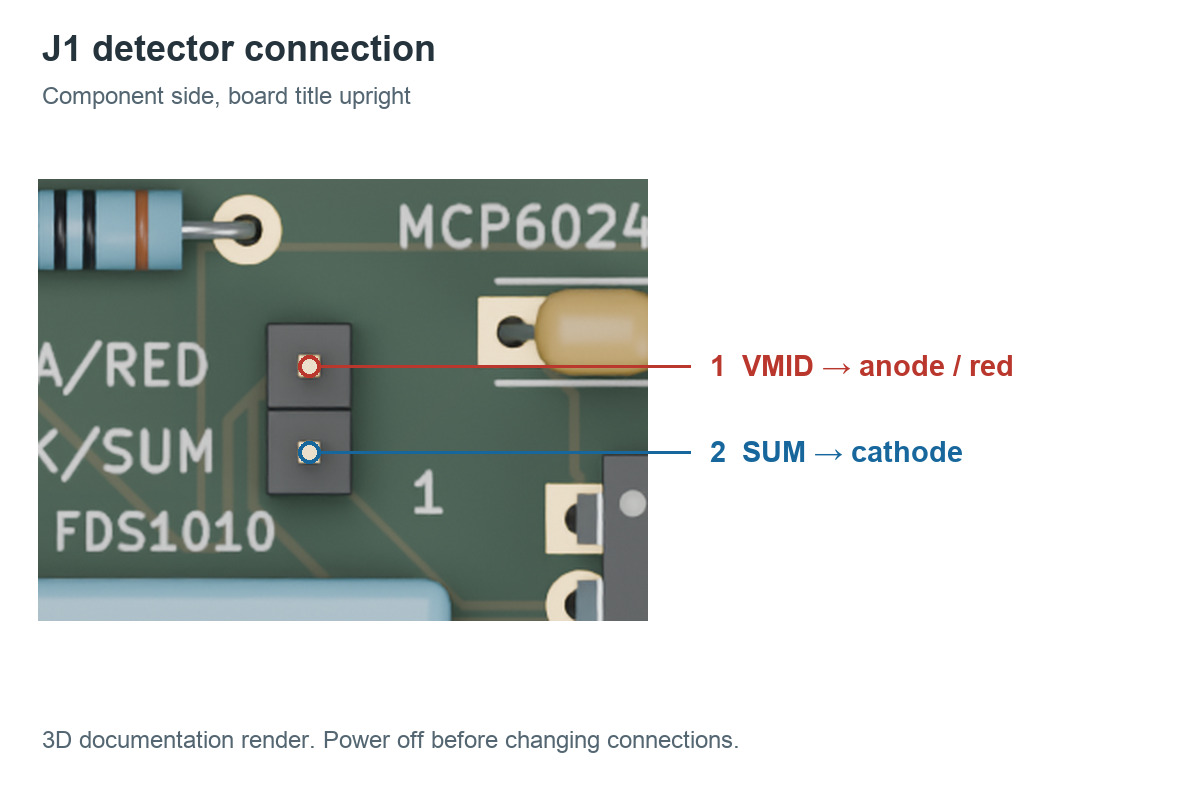 J1 detector connection
Component side, board title upright
MCP6024
A/RED
1 VMID → anode / red
K/SUM
2 SUM → cathode
1
FDS1010
3D documentation render. Power off before changing connections.